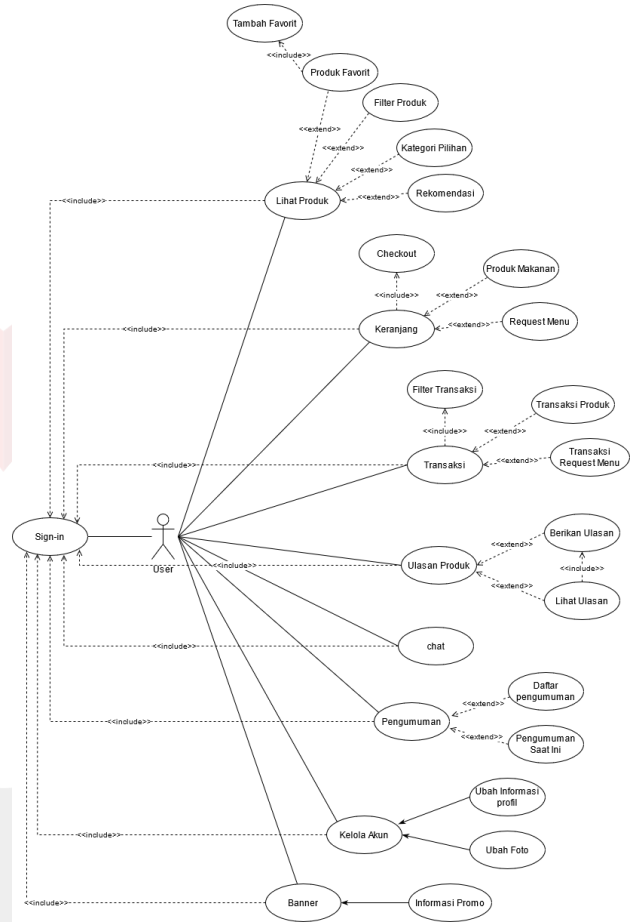 Tambah Favorit
<<include>>
Produk Favorit
Filter Produk
<<extend>>
<<extend>>
Kategori Pilihan
<<extend>>
Rekomendasi
<<extend>>
Lihat Produk
<<include>>
Checkout
Produk Makanan
<<include>>
<<extend>>
Request Menu
<<extend>>
Keranjang
<<include>>
Filter Transaksi
Transaksi Produk
<<include>>
<<extend>>
Transaksi
Request Menu
<<extend>>
Transaksi
<<include>>
Sign-in
User
Berikan Ulasan
<<extend>>
<<include>>
Ulasan Produk
<<include>>
<<extend>>
Lihat Ulasan
chat
<<include>>
Daftar
pengumuman
<<extend>>
Pengumuman
<<include>>
<<extend>>
Pengumuman
Saat Ini
Ubah Informasi
profil
Kelola Akun
<<include>>
Ubah Foto
Banner
<<include>>
Informasi Promo